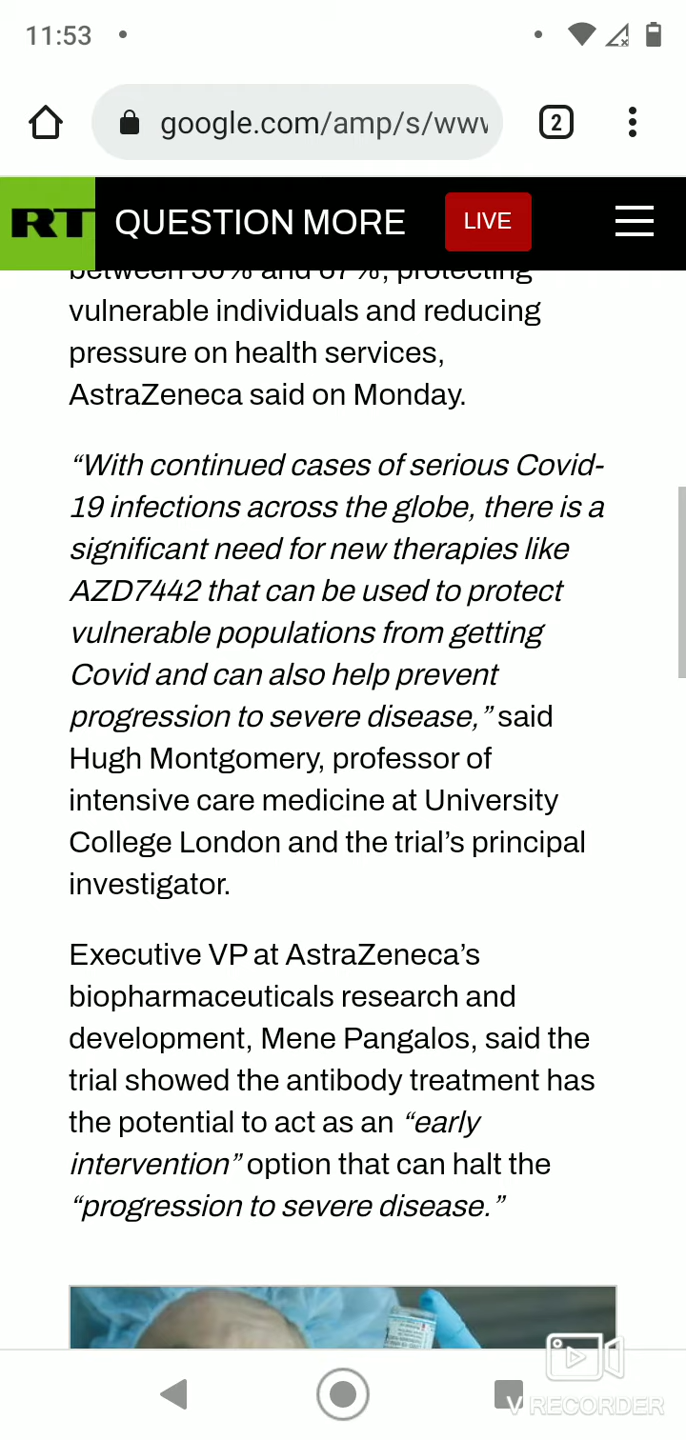 11:53
google.com/amp/s/www
2
RT QUESTION MORE LIVE
vulnerable individuals and reducing
pressure on health services,
AstraZeneca said on Monday.
“With continued cases of serious Covid-
19 infections across the globe, there is a
significant need for new therapies like
AZD7442 that can be used to protect
vulnerable populations from getting
Covid and can also help prevent
progression to severe disease,” said
Hugh Montgomery, professor of
intensive care medicine at University
College London and the trial’s principal
investigator.
Executive VP at AstraZeneca’s
biopharmaceuticals research and
development, Mene Pangalos, said the
trial showed the antibody treatment has
the potential to act as an “early
intervention” option that can halt the
“progression to severe disease.”
V RECORDER